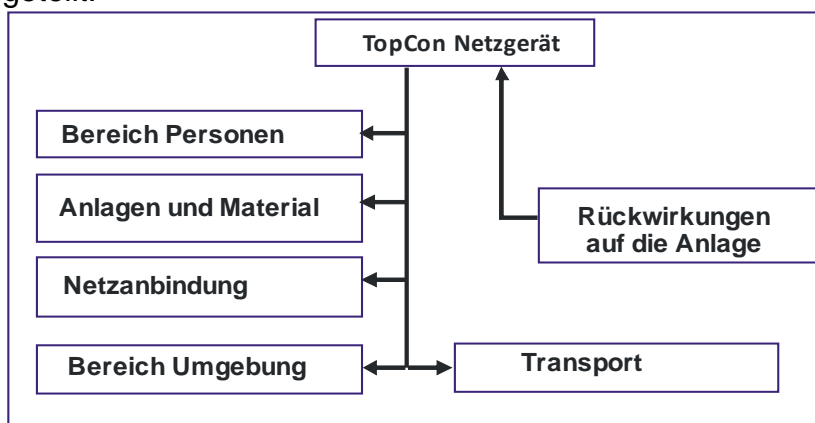 TopCon Netzgerät
Bereich Personen
Anlagen und Material
Rückwirkungen
auf die Anlage
Netzanbindung
Bereich Umgebung
Transport